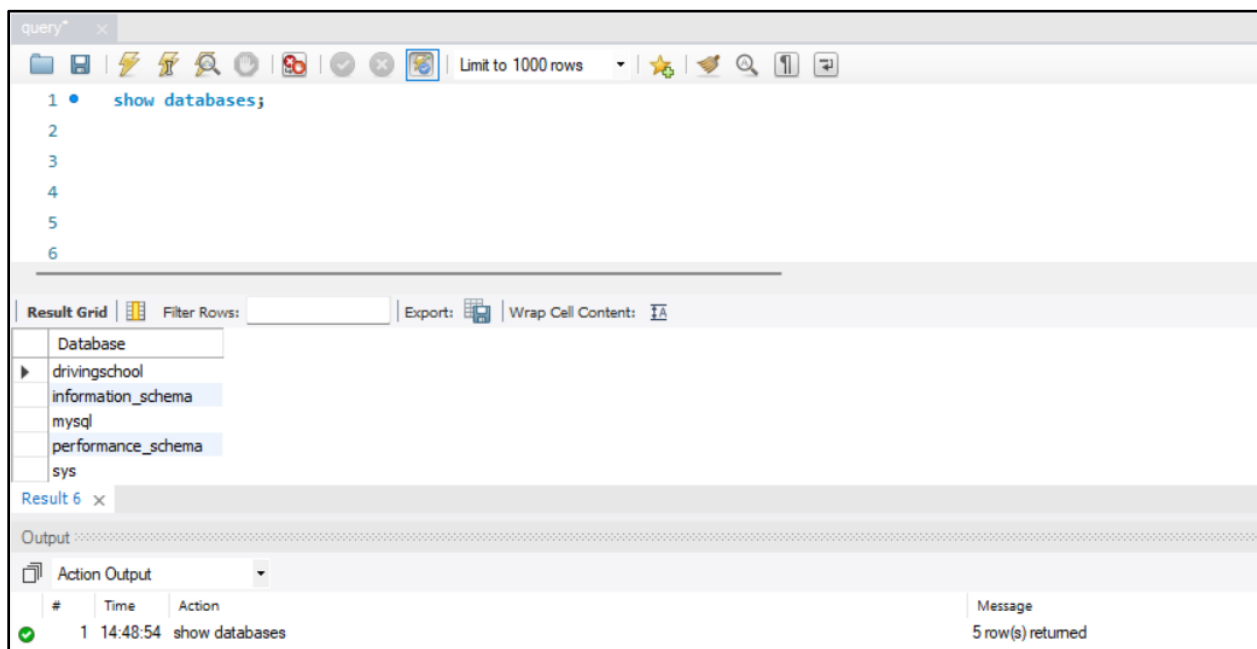 query*
Limit to 1000 rows
1 show databases;
2
3
4
5
6
Result Grid Filter Rows: Export: Wrap Cell Content: IA
Database
drivingschool
information_schema
mysql
performance_schema
sys
Result 6
Output
Action Output
# Time Action Message
1 14:48:54 show databases 5 row(s) returned